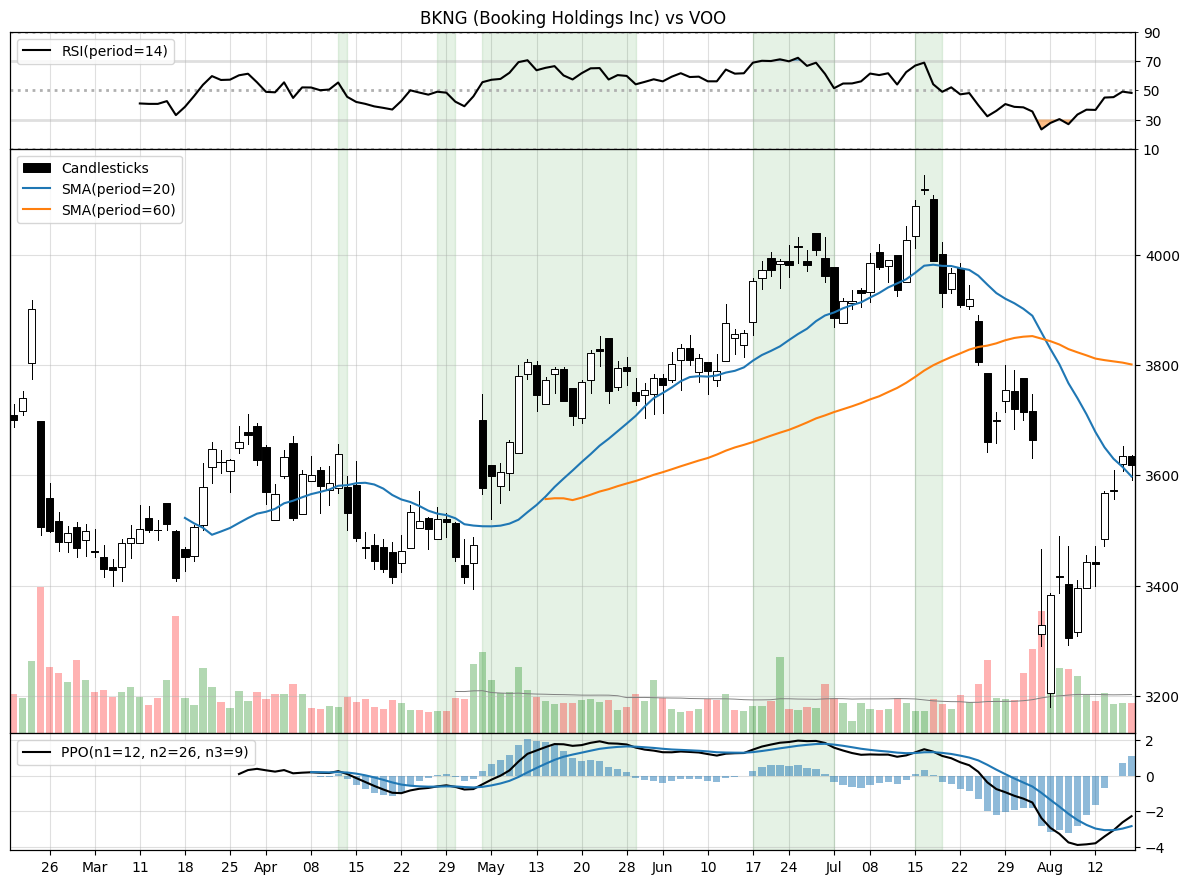 BKNG (Booking Holdings Inc) vs VOO
RSI(period=14)
90
70
50
30
10
Candlesticks
SMA(period=20)
SMA(period=60)
4000
3800
3600
3400
3200
PPO(n1=12, n2=26, n3=9)
2
0
−2
−4
26 Mar 11 18 25 Apr 08 15 22 29 May 13 20 28 Jun 10 17 24 Jul 08 15 22 29 Aug 12